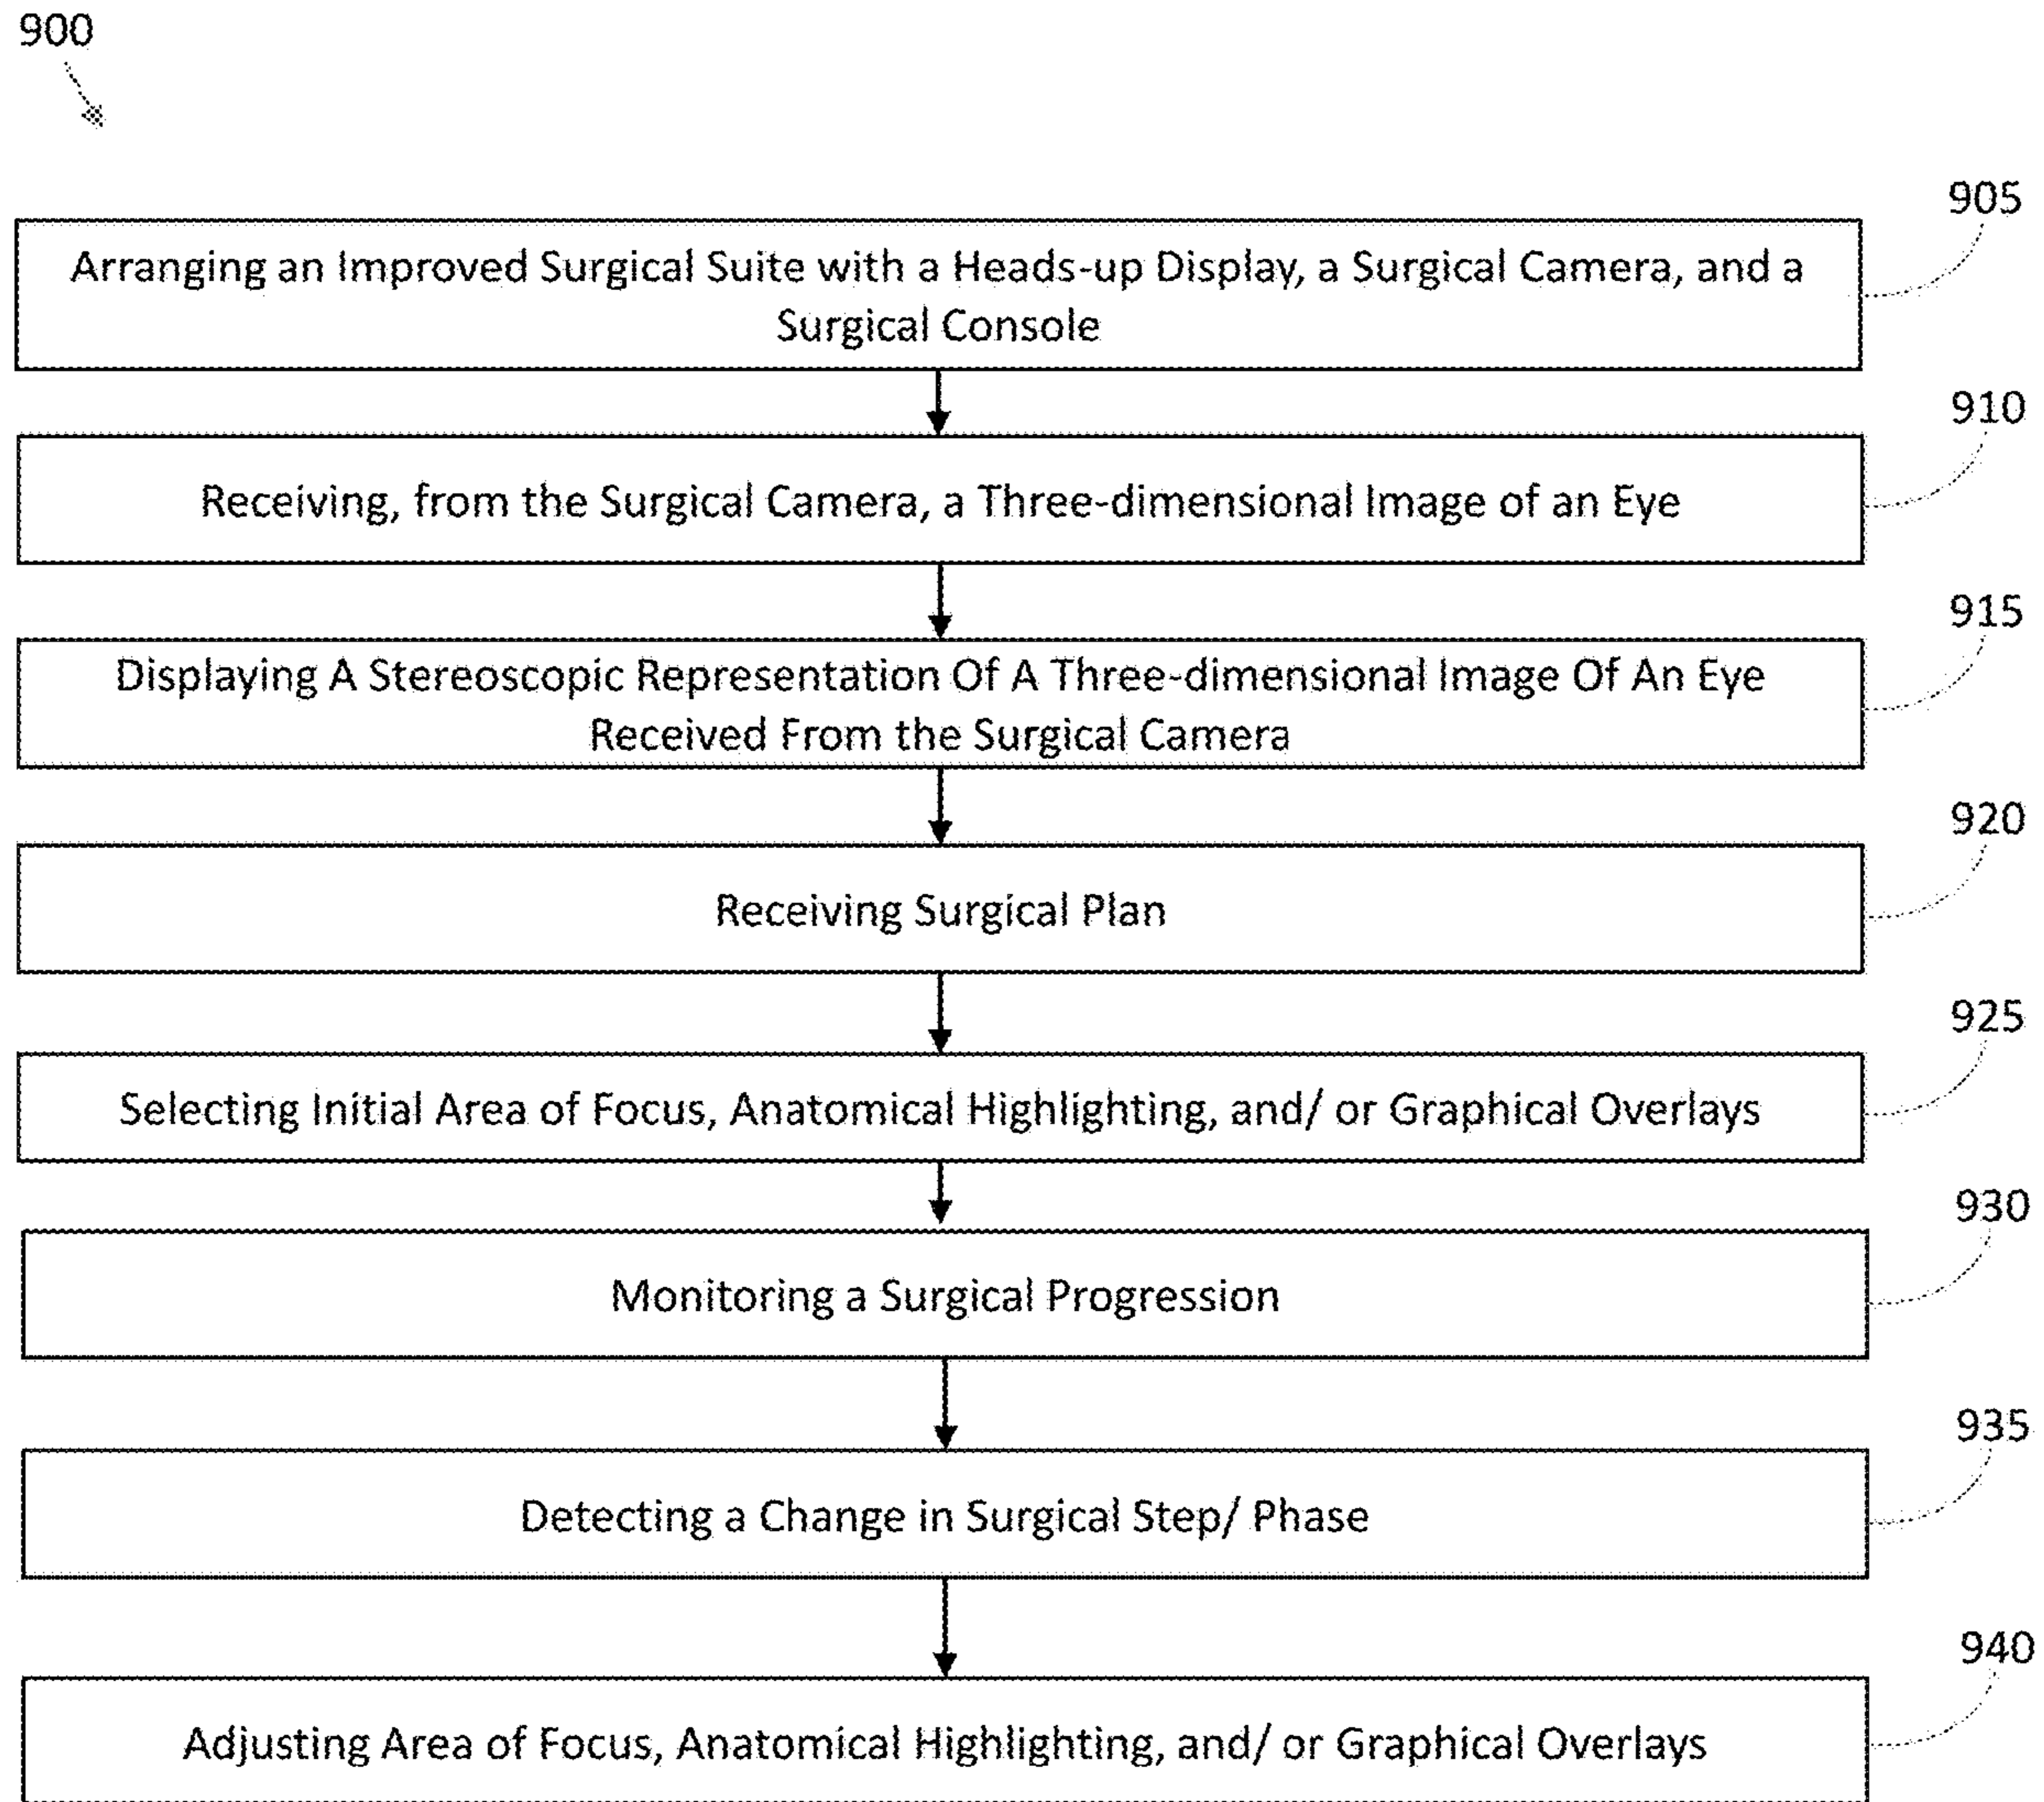 900
905
Arranging an Improved Surgical Suite with a Heads-up Display, a Surgical Camera, and a
Surgical Console
910
Receiving, from the Surgical Camera, a Three-dimensional Image of an Eye
915
Displaying A Stereoscopic Representation Of A Three-dimensional Image Of An Eye
Received From the Surgical Camera
920
Receiving Surgical Plan
925
Selecting Initial Area of Focus, Anatomical Highlighting, and/ or Graphical Overlays
930
Monitoring a Surgical Progression
935
Detecting a Change in Surgical Step/ Phase
940
Adjusting Area of Focus, Anatomical Highlighting, and/ or Graphical Overlays